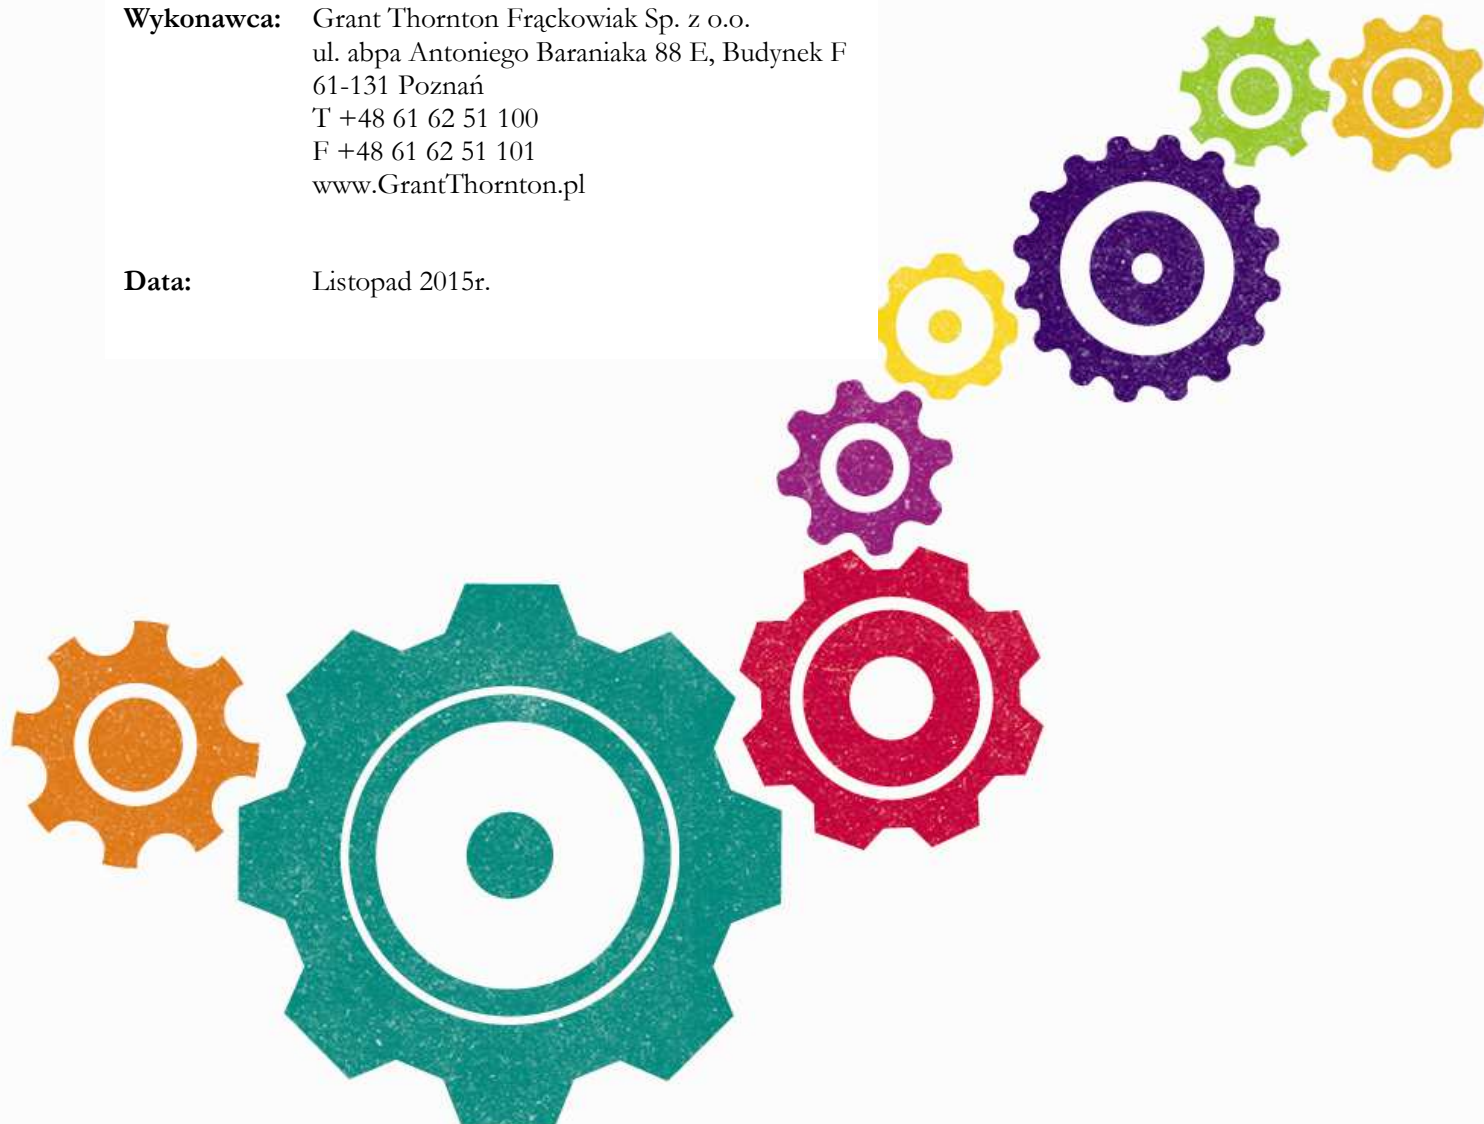 Wykonawca: Grant Thornton Frąckowiak Sp. z o.o.
ul. abpa Antoniego Baraniaka 88 E, Budynek F
61-131 Poznań
T +48 61 62 51 100
F +48 61 62 51 101
www.GrantThornton.pl
Data: Listopad 2015r.